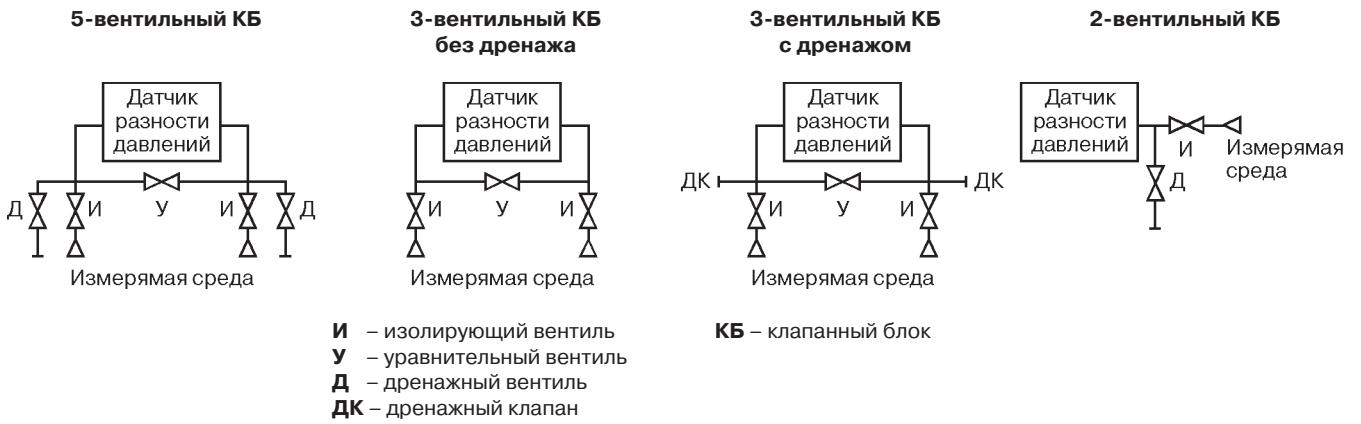 5-вентильный КБ
Датчик
разности
давлений
Д
И
У
И
Д
Измерямая среда
3-вентильный КБ
без дренажа
Датчик
разности
давлений
И
У
И
Измерямая среда
3-вентильный КБ
с дренажом
Датчик
разности
давлений
ДК
ДК
И
У
И
Измерямая среда
2-вентильный КБ
Датчик
разности
давлений
И
Измерямая
среда
Д
И – изолирующий вентиль
У – уравнительный вентиль
Д – дренажный вентиль
ДК – дренажный клапан
КБ – клапанный блок